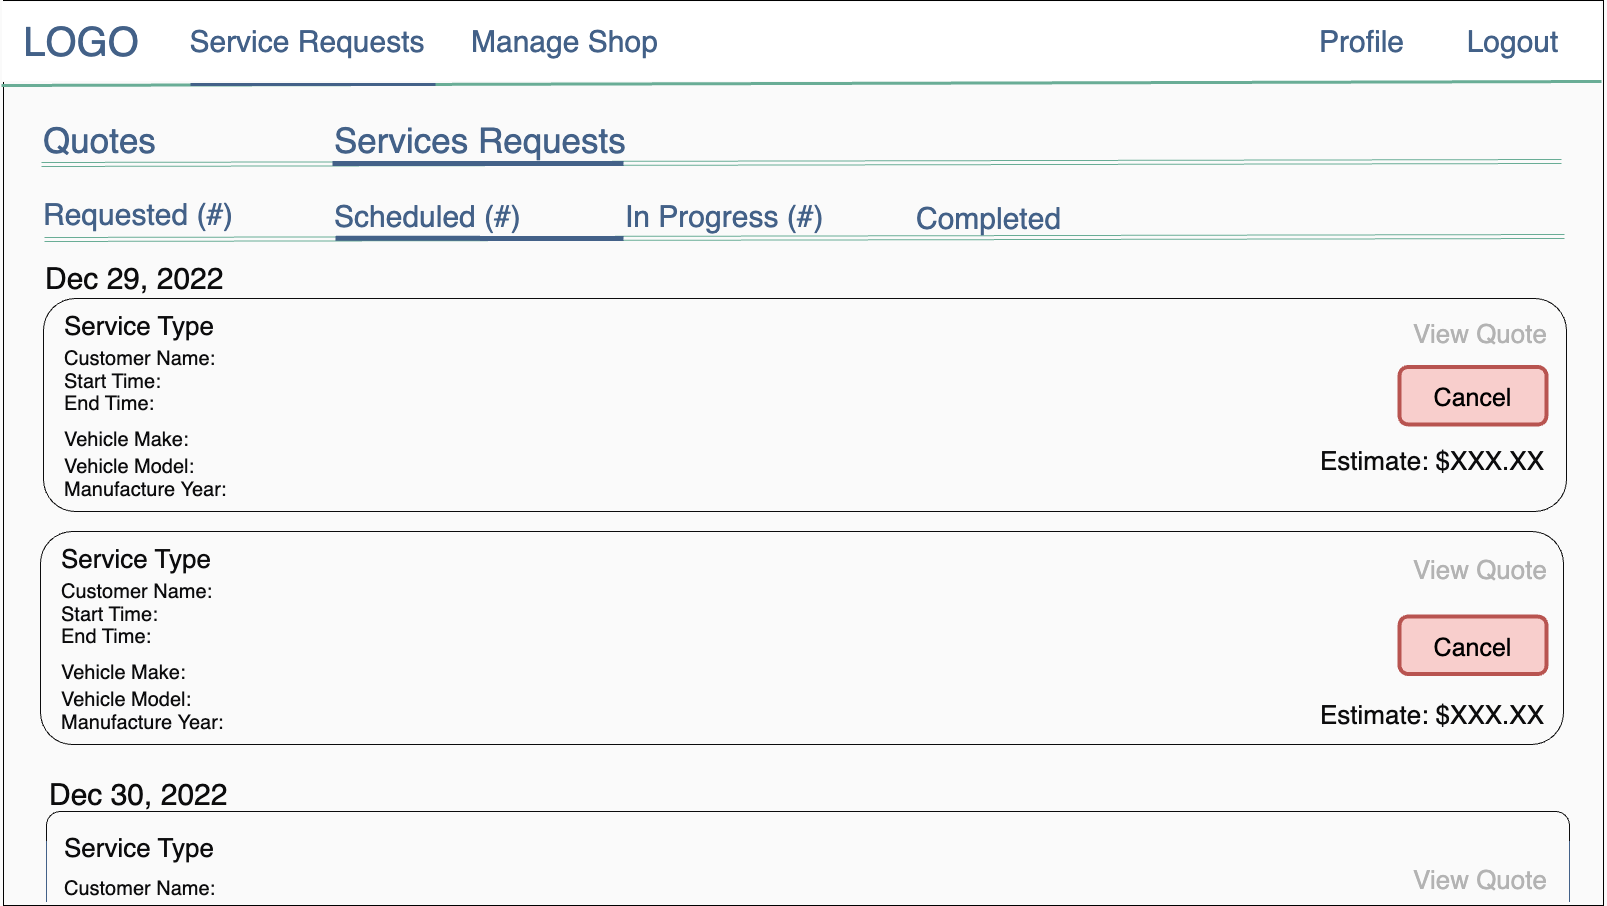 LOGO Service Requests Manage Shop Profile Logout
Quotes Services Requests
Requested (#) Scheduled (#) In Progress (#) Completed
Dec 29, 2022
Service Type
View Quote
Customer Name:
Start Time:
End Time:
Cancel
Vehicle Make:
Vehicle Model:
Estimate: $XXX.XX
Manufacture Year:
Service Type
View Quote
Customer Name:
Start Time:
End Time:
Cancel
Vehicle Make:
Vehicle Model:
Estimate: $XXX.XX
Manufacture Year:
Dec 30, 2022
Service Type
View Quote
Customer Name: